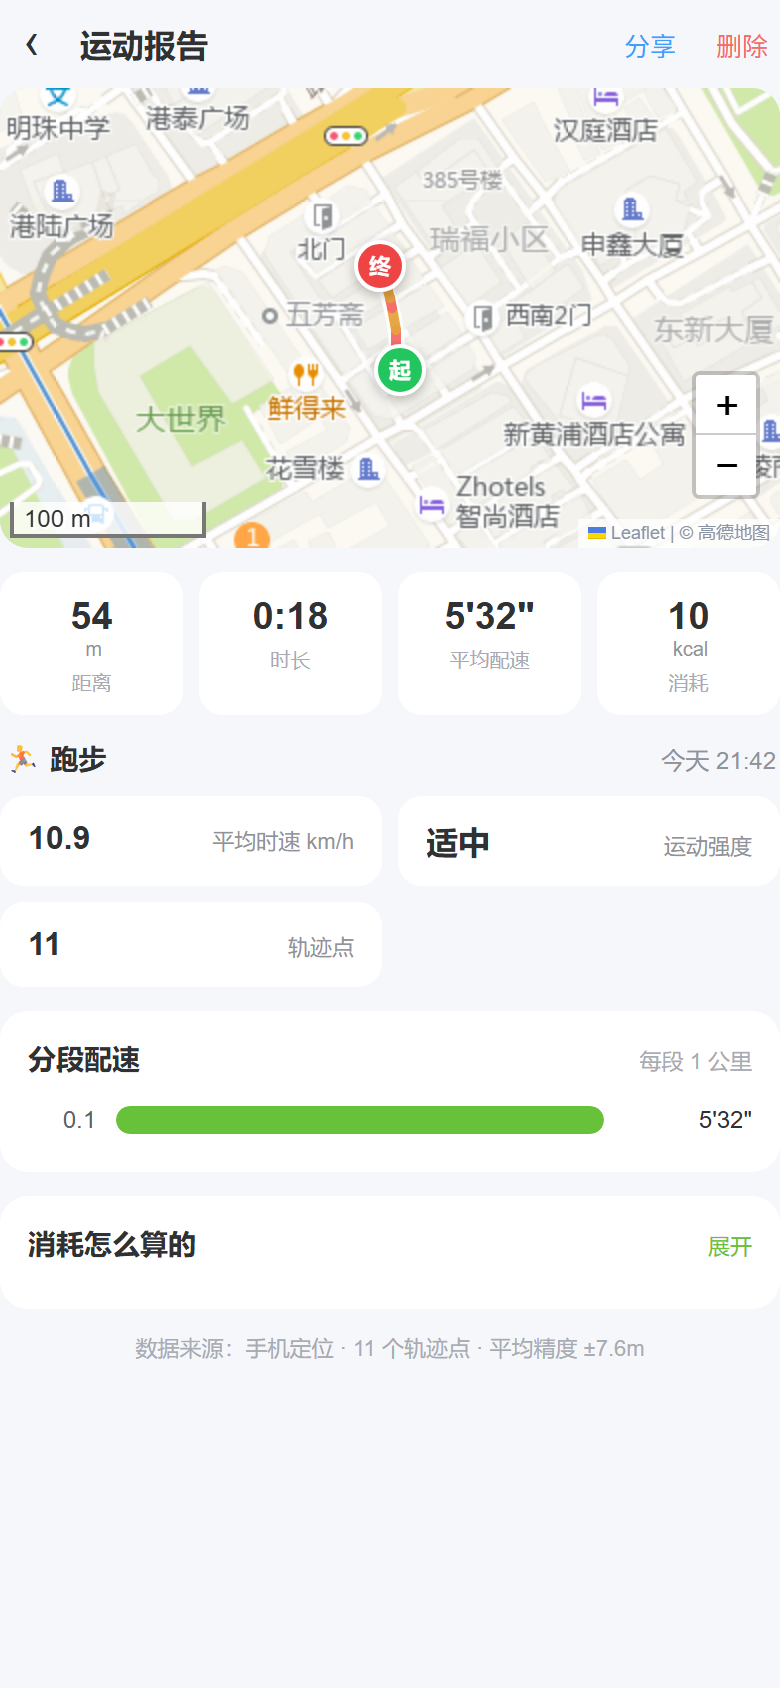 运动报告
分享
删除
明珠中学
港泰广场
汉庭酒店
385号楼
港陆广场
北门
瑞福小区
申鑫大厦
终
五芳斋
西南2门
东新大厦
起
大世界
鲜得来
新黄浦酒店公寓
+
花雪楼
−
Zhotels
智尚酒店
100 m
1
Leaflet | © 高德地图
54
m
距离
0:18
时长
5'32"
平均配速
10
kcal
消耗
跑步
今天 21:42
10.9
平均时速 km/h
适中
运动强度
11
轨迹点
分段配速
每段 1 公里
0.1
5'32"
消耗怎么算的
展开
数据来源：手机定位 · 11 个轨迹点 · 平均精度 ±7.6m